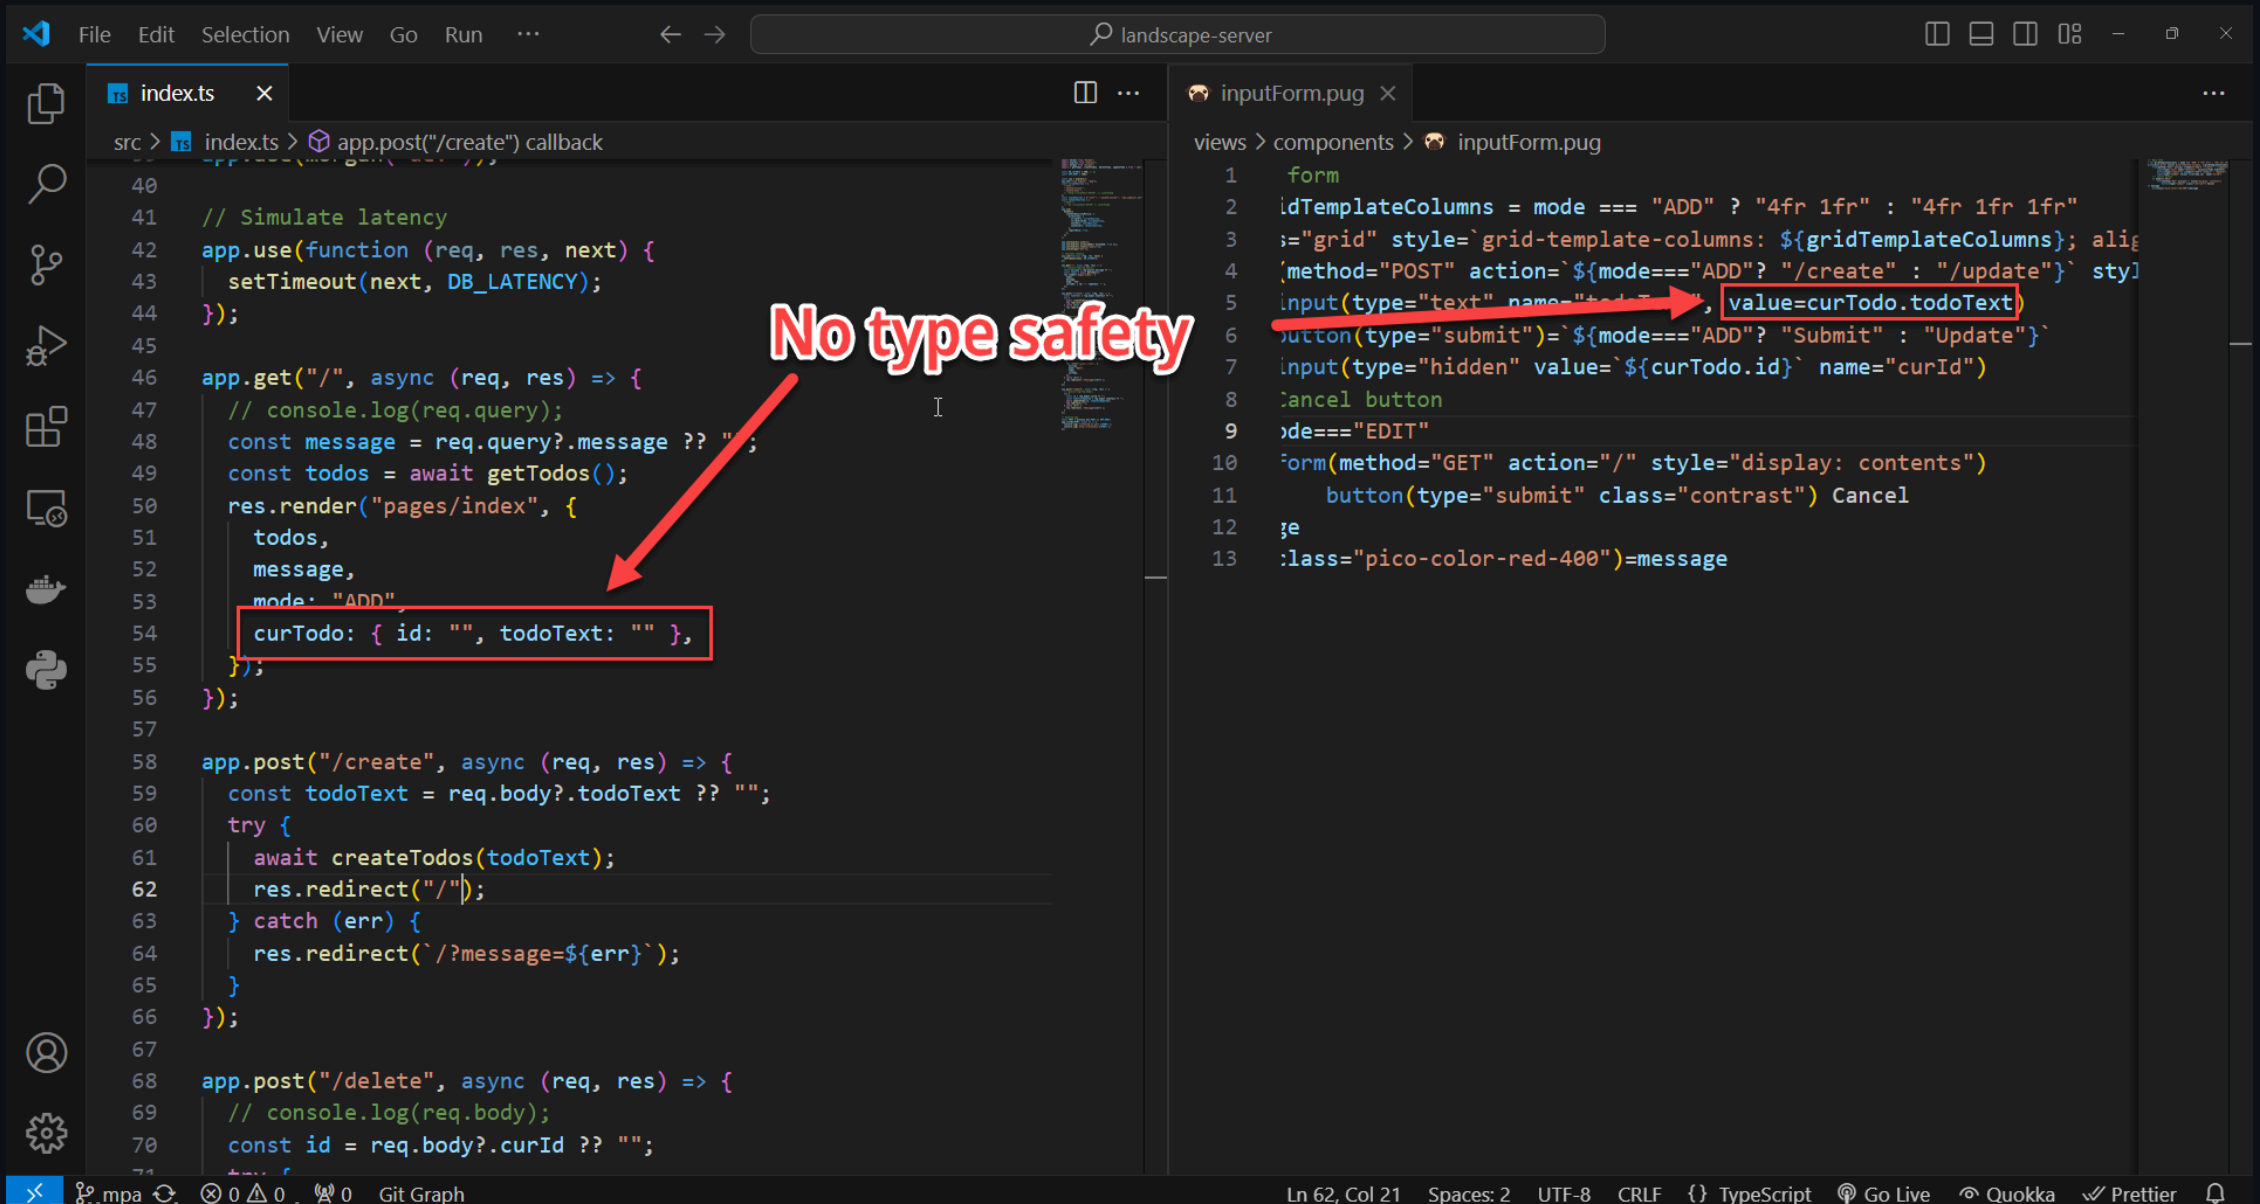 File Edit Selection View Go Run ··· landscape-server
index.ts
src > index.ts > app.post("/create") callback
40
41 // Simulate latency
42 app.use(function (req, res, next) {
43 setTimeout(next, DB_LATENCY);
44 });
45
46 app.get("/", async (req, res) => {
47 // console.log(req.query);
48 const message = req.query?.message ?? "";
49 const todos = await getTodos();
50 res.render("pages/index", {
51 todos,
52 message,
53 mode: "ADD",
54 curTodo: { id: "", todoText: "" },
55 });
56 });
57
58 app.post("/create", async (req, res) => {
59 const todoText = req.body?.todoText ?? "";
60 try {
61 await createTodos(todoText);
62 res.redirect("/");
63 } catch (err) {
64 res.redirect(`/?message=${err}`);
65 }
66 });
67
68 app.post("/delete", async (req, res) => {
69 // console.log(req.body);
70 const id = req.body?.curId ?? "";
No type safety
inputForm.pug
views > components > inputForm.pug
1 form
2 idTemplateColumns = mode === "ADD" ? "4fr 1fr" : "4fr 1fr 1fr"
3 s="grid" style=`grid-template-columns: ${gridTemplateColumns}; alig
4 (method="POST" action=`${mode==="ADD"? "/create" : "/update"}` styl
5 input(type="text" , value=curTodo.todoText)
6 button(type="submit")=`${mode==="ADD"? "Submit" : "Update"}`
7 input(type="hidden" value=`${curTodo.id}` name="curId")
8 Cancel button
9 ode==="EDIT"
10 form(method="GET" action="/" style="display: contents")
11 button(type="submit" class="contrast") Cancel
12 ge
13 class="pico-color-red-400")=message
mpa 0 0 0 Git Graph Ln 62, Col 21 Spaces: 2 UTF-8 CRLF {} TypeScript Go Live Quokka Prettier